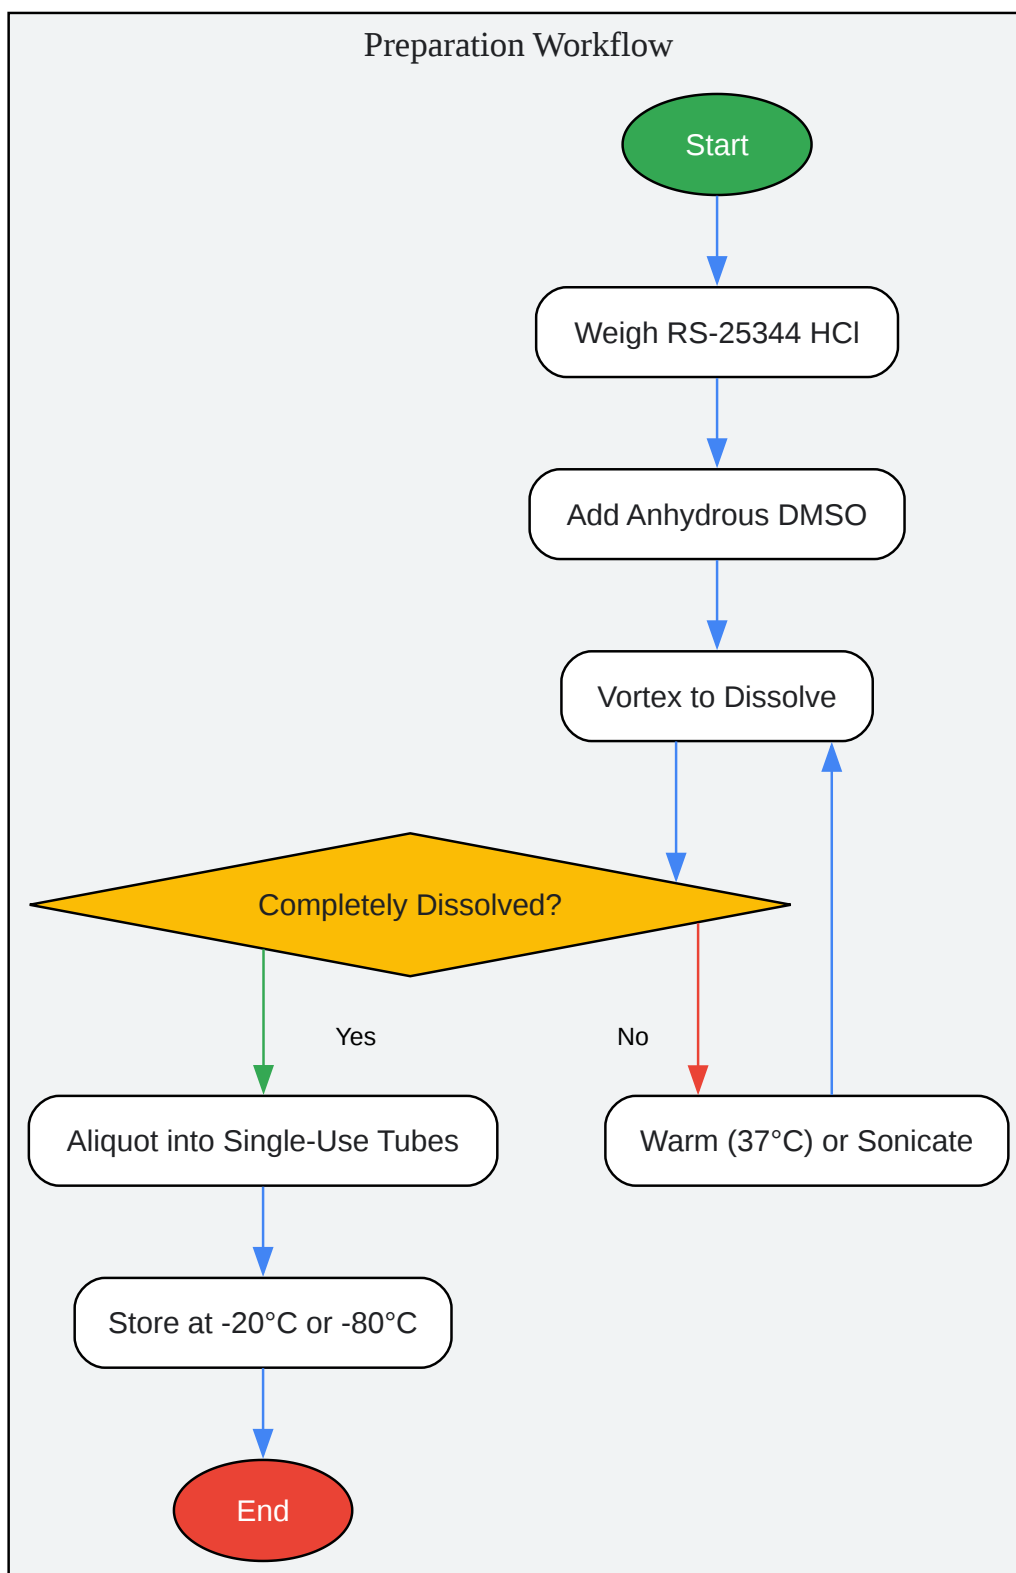 Preparation Workflow
Start
Weigh RS-25344 HCl
Add Anhydrous DMSO
Vortex to Dissolve
Completely Dissolved?
Yes
No
Aliquot into Single-Use Tubes
Warm (37°C) or Sonicate
Store at -20°C or -80°C
End